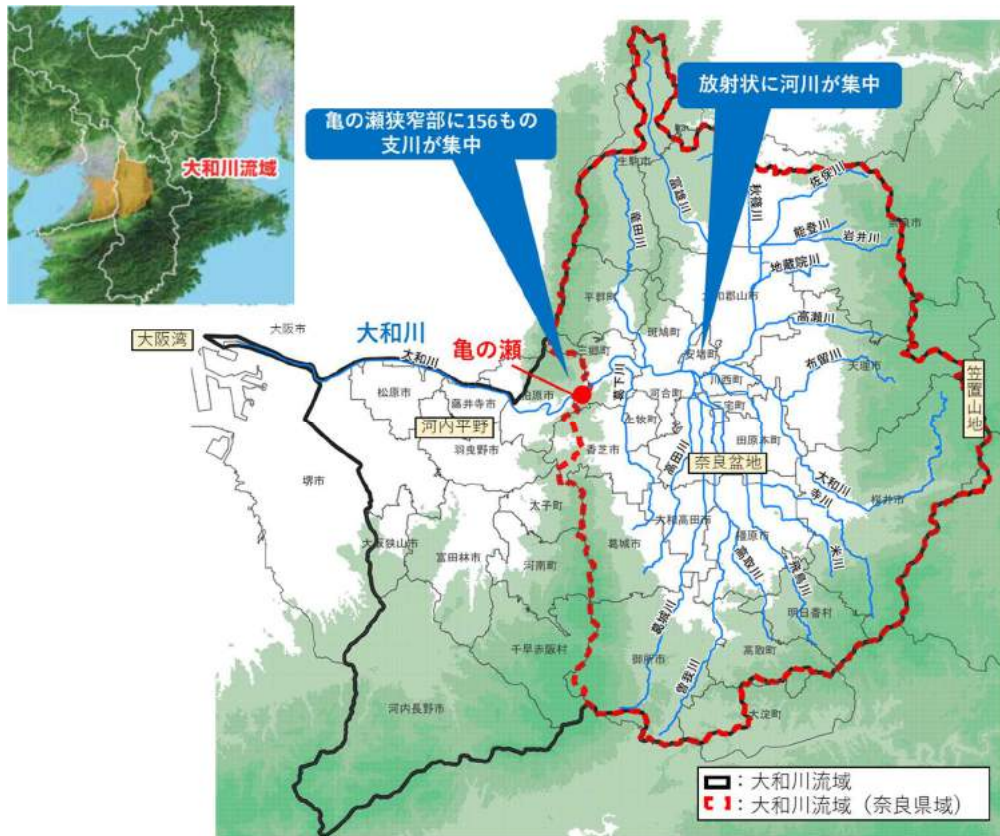 大和川流域
亀の瀬狭窄部に156もの
支川が集中
放射状に河川が集中
生駒市
富雄川
竜田川
秋篠川
佐保川
能登川
岩井川
奈良市
地蔵院川
平群町
大和郡山市
高瀬川
斑鳩町
安堵町
三郷町
布留川
天理市
笠置山地
大阪湾
大阪市
大和川
大和川
亀の瀬
柏原市
葛下川
河合町
川西町
三宅町
松原市
藤井寺市
河内平野
羽曳野市
上牧町
高田川
田原本町
奈良盆地
香芝市
堺市
太子町
大和川
寺川
桜井市
大阪狭山市
富田林市
河南町
葛城市
大和高田市
橿原市
高取川
飛鳥川
米川
明日香村
葛城川
曽我川
千早赤阪村
御所市
高取町
河内長野市
大淀町
：大和川流域
：大和川流域（奈良県域）